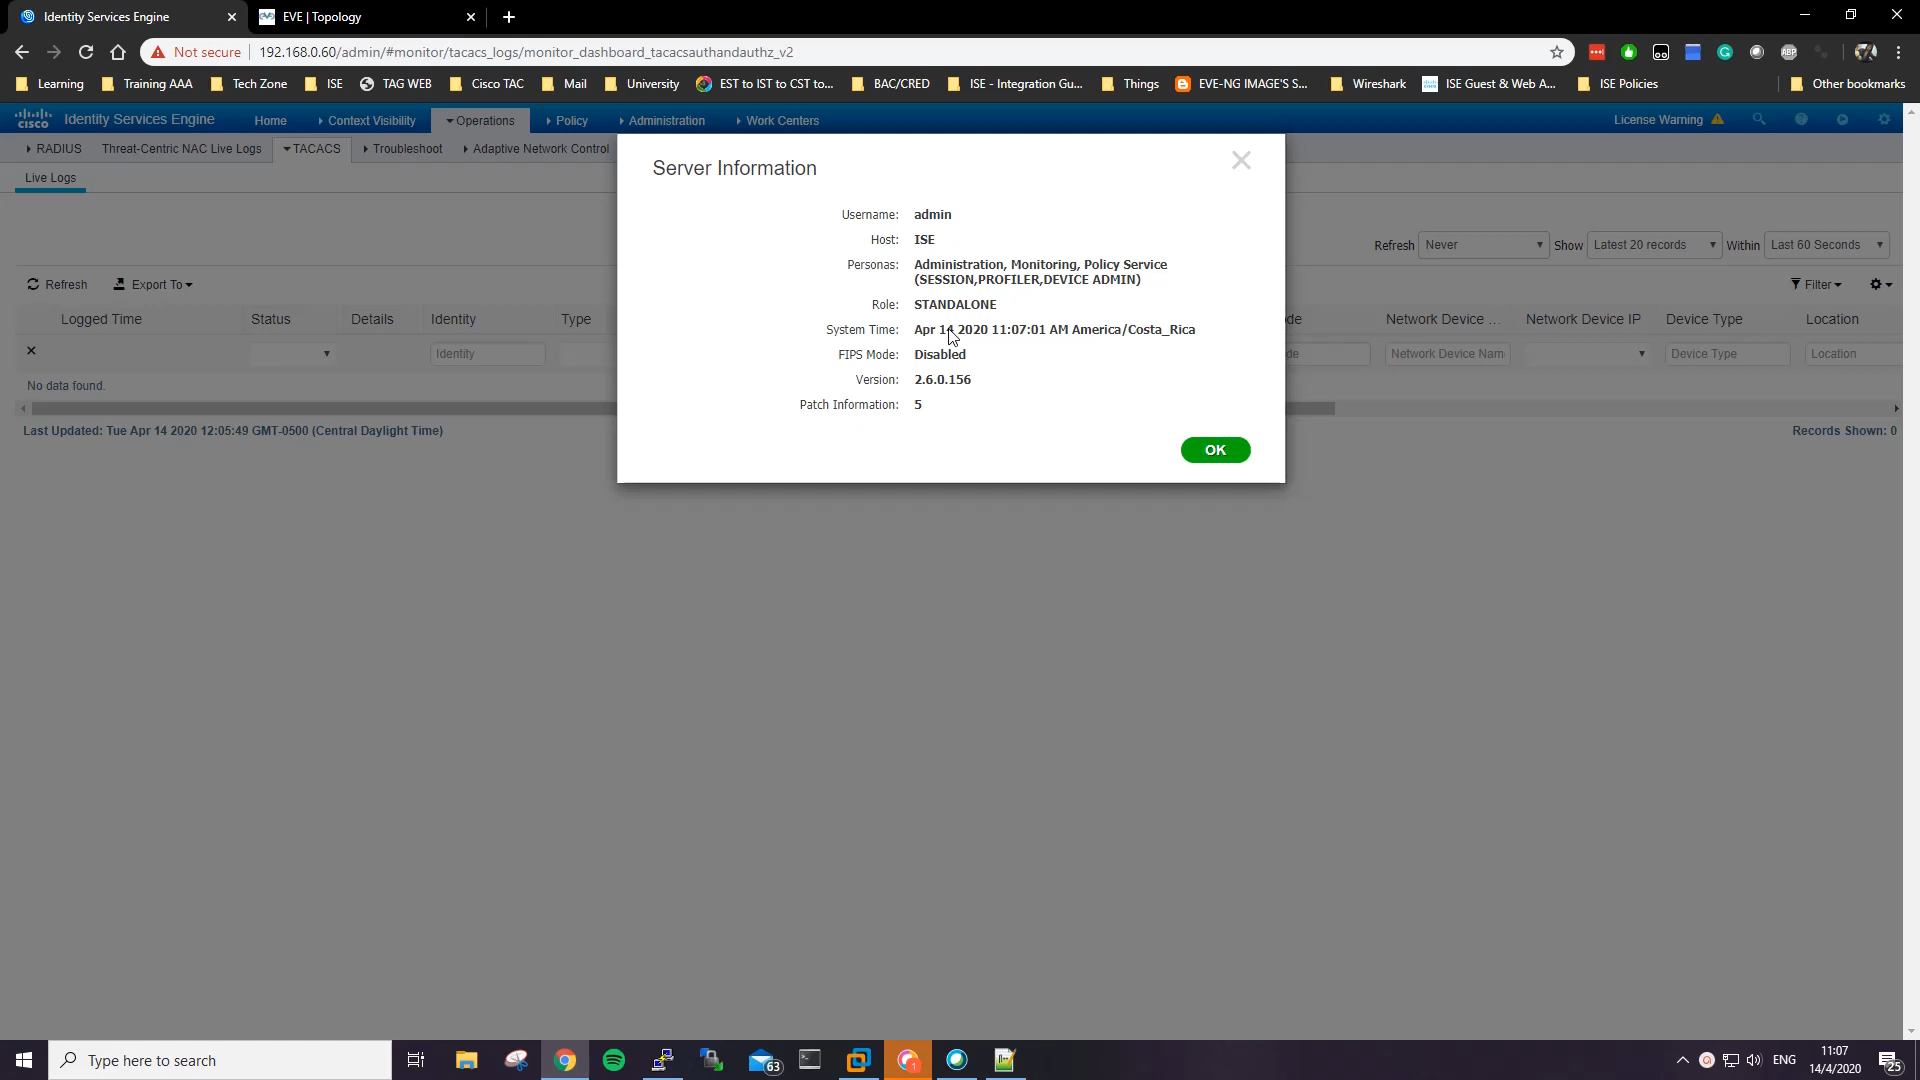 Identity Services Engine
EVE | Topology
Not secure 192.168.0.60/admin/#monitor/tacacs_logs/monitor_dashboard_tacacsauthandauthz_v2
ABP
Learning Training AAA Tech Zone ISE TAG WEB Cisco TAC Mail University EST to IST to CST to... BAC/CRED ISE - Integration Gu... Things EVE-NG IMAGE'S S... Wireshark ISE Guest & Web A... ISE Policies Other bookmarks
cisco Identity Services Engine Home Context Visibility Operations Policy Administration Work Centers License Warning
RADIUS Threat-Centric NAC Live Logs TACACS Troubleshoot Adaptive Network Control
Live Logs
Server Information
Username: admin
Host: ISE
Personas: Administration, Monitoring, Policy Service
(SESSION,PROFILER,DEVICE ADMIN)
Role: STANDALONE
System Time: Apr 14 2020 11:07:01 AM America/Costa_Rica
FIPS Mode: Disabled
Version: 2.6.0.156
Patch Information: 5
OK
Refresh Never Show Latest 20 records Within Last 60 Seconds
Refresh Export To Filter
Logged Time Status Details Identity Type de Network Device ... Network Device IP Device Type Location
Identity de Network Device Nam Device Type Location
No data found.
Last Updated: Tue Apr 14 2020 12:05:49 GMT-0500 (Central Daylight Time) Records Shown: 0
Type here to search
63
1
ENG
11:07
14/4/2020
25